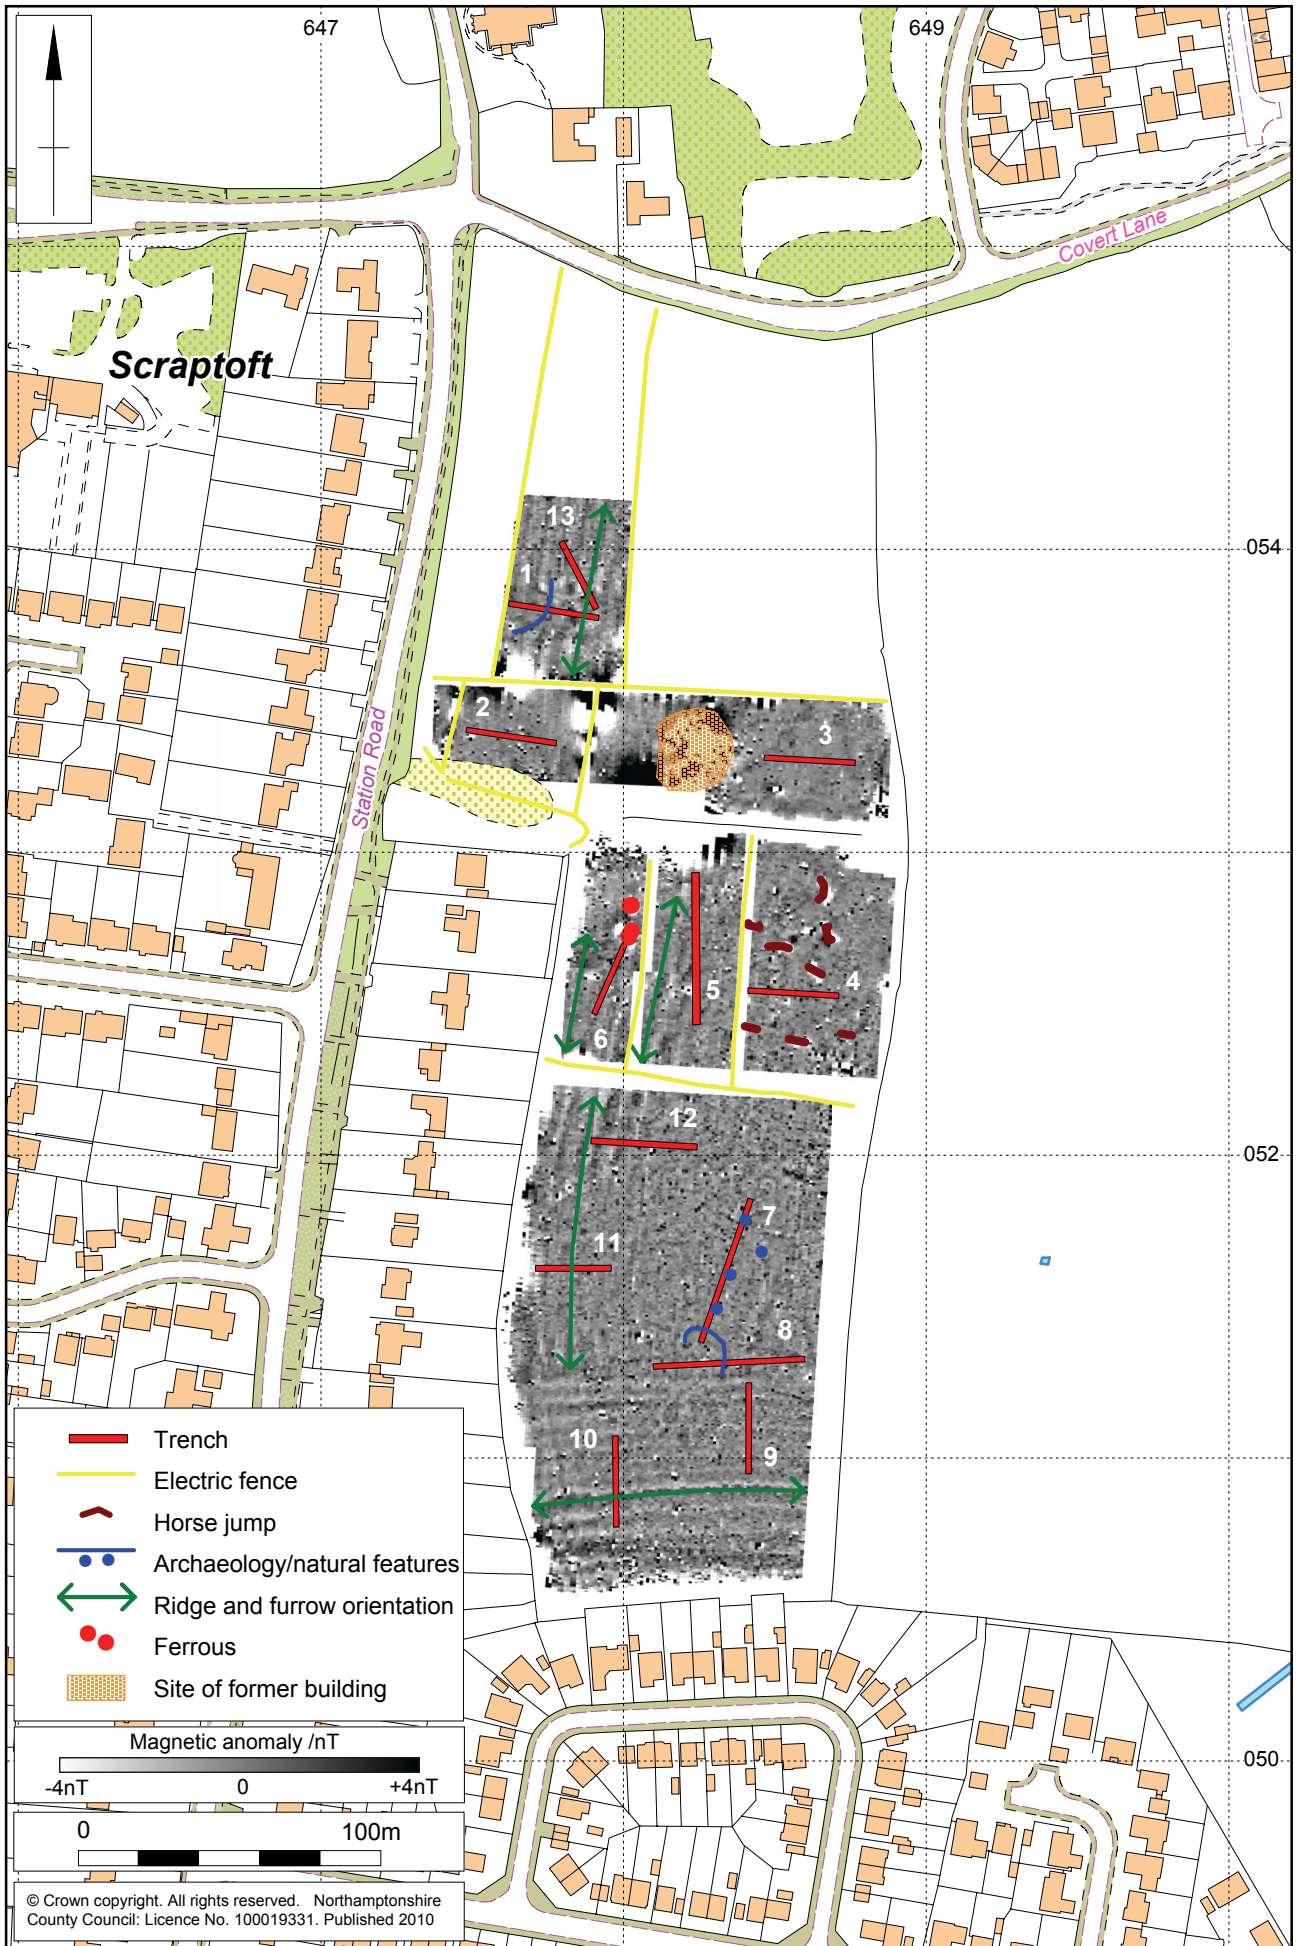 647
649
Covert Lane
Scraptoft
13
054
1
2
3
Station Road
4
5
6
12
052
7
11
8
10
9
Trench
Electric fence
Horse jump
Archaeology/natural features
Ridge and furrow orientation
Ferrous
Site of former building
Magnetic anomaly /nT
-4nT 0 +4nT
050
0 100m
© Crown copyright. All rights reserved. Northamptonshire
County Council: Licence No. 100019331. Published 2010